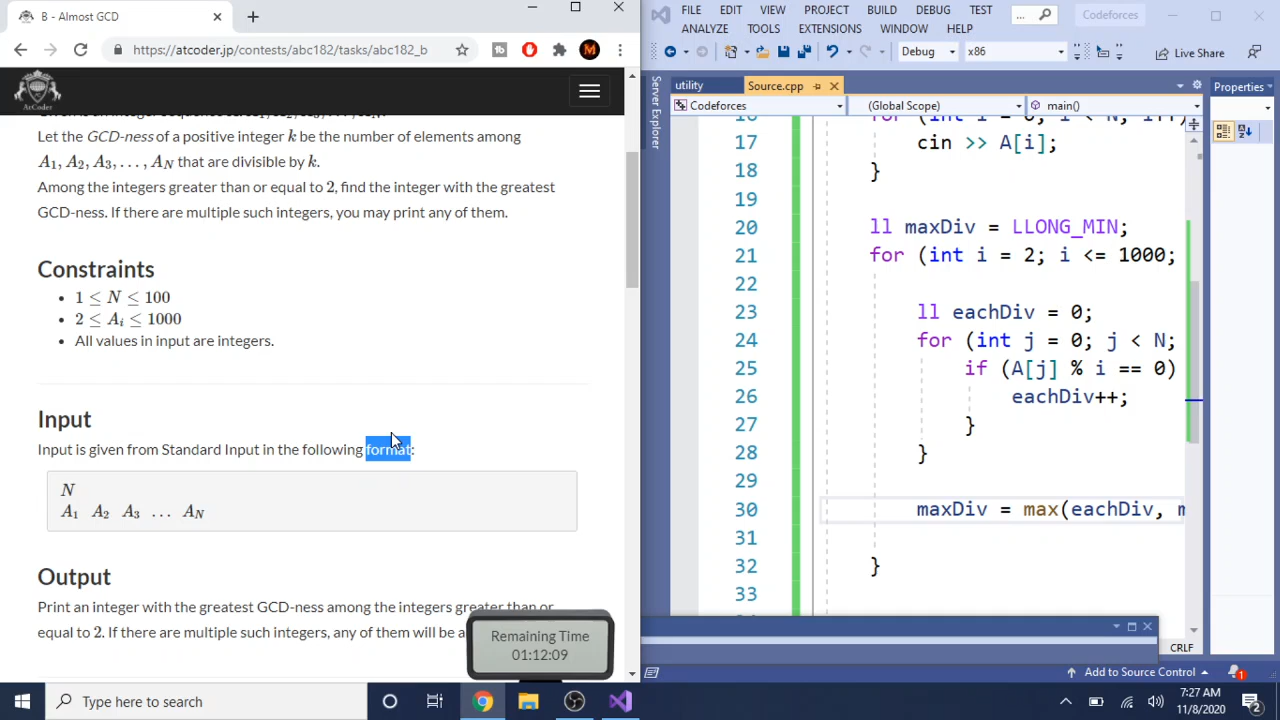 B - Almost GCD
https://atcoder.jp/contests/abc182/tasks/abc182_b
AtCoder
Let the GCD-ness of a positive integer k be the number of elements among
A1, A2, A3, …, AN that are divisible by k.
Among the integers greater than or equal to 2, find the integer with the greatest
GCD-ness. If there are multiple such integers, you may print any of them.
Constraints
• 1 ≤ N ≤ 100
• 2 ≤ Ai ≤ 1000
• All values in input are integers.
Input
Input is given from Standard Input in the following format:
N
A1 A2 A3 … AN
Output
Print an integer with the greatest GCD-ness among the integers greater than or
equal to 2. If there are multiple such integers, any of them will be a
Remaining Time
01:12:09
FILE EDIT VIEW PROJECT BUILD DEBUG TEST
ANALYZE TOOLS EXTENSIONS WINDOW HELP
... Codeforces
Debug x86 Live Share
Server Explorer
utility Source.cpp
Codeforces (Global Scope) main()
Properties
16 for (int i = 0; i < N; i++)
17 cin >> A[i];
18 }
19
20 ll maxDiv = LLONG_MIN;
21 for (int i = 2; i <= 1000;
22
23 ll eachDiv = 0;
24 for (int j = 0; j < N;
25 if (A[j] % i == 0)
26 eachDiv++;
27 }
28 }
29
30 maxDiv = max(eachDiv, m
31
32 }
33
CRLF
Add to Source Control 1
Type here to search
7:27 AM
11/8/2020
2